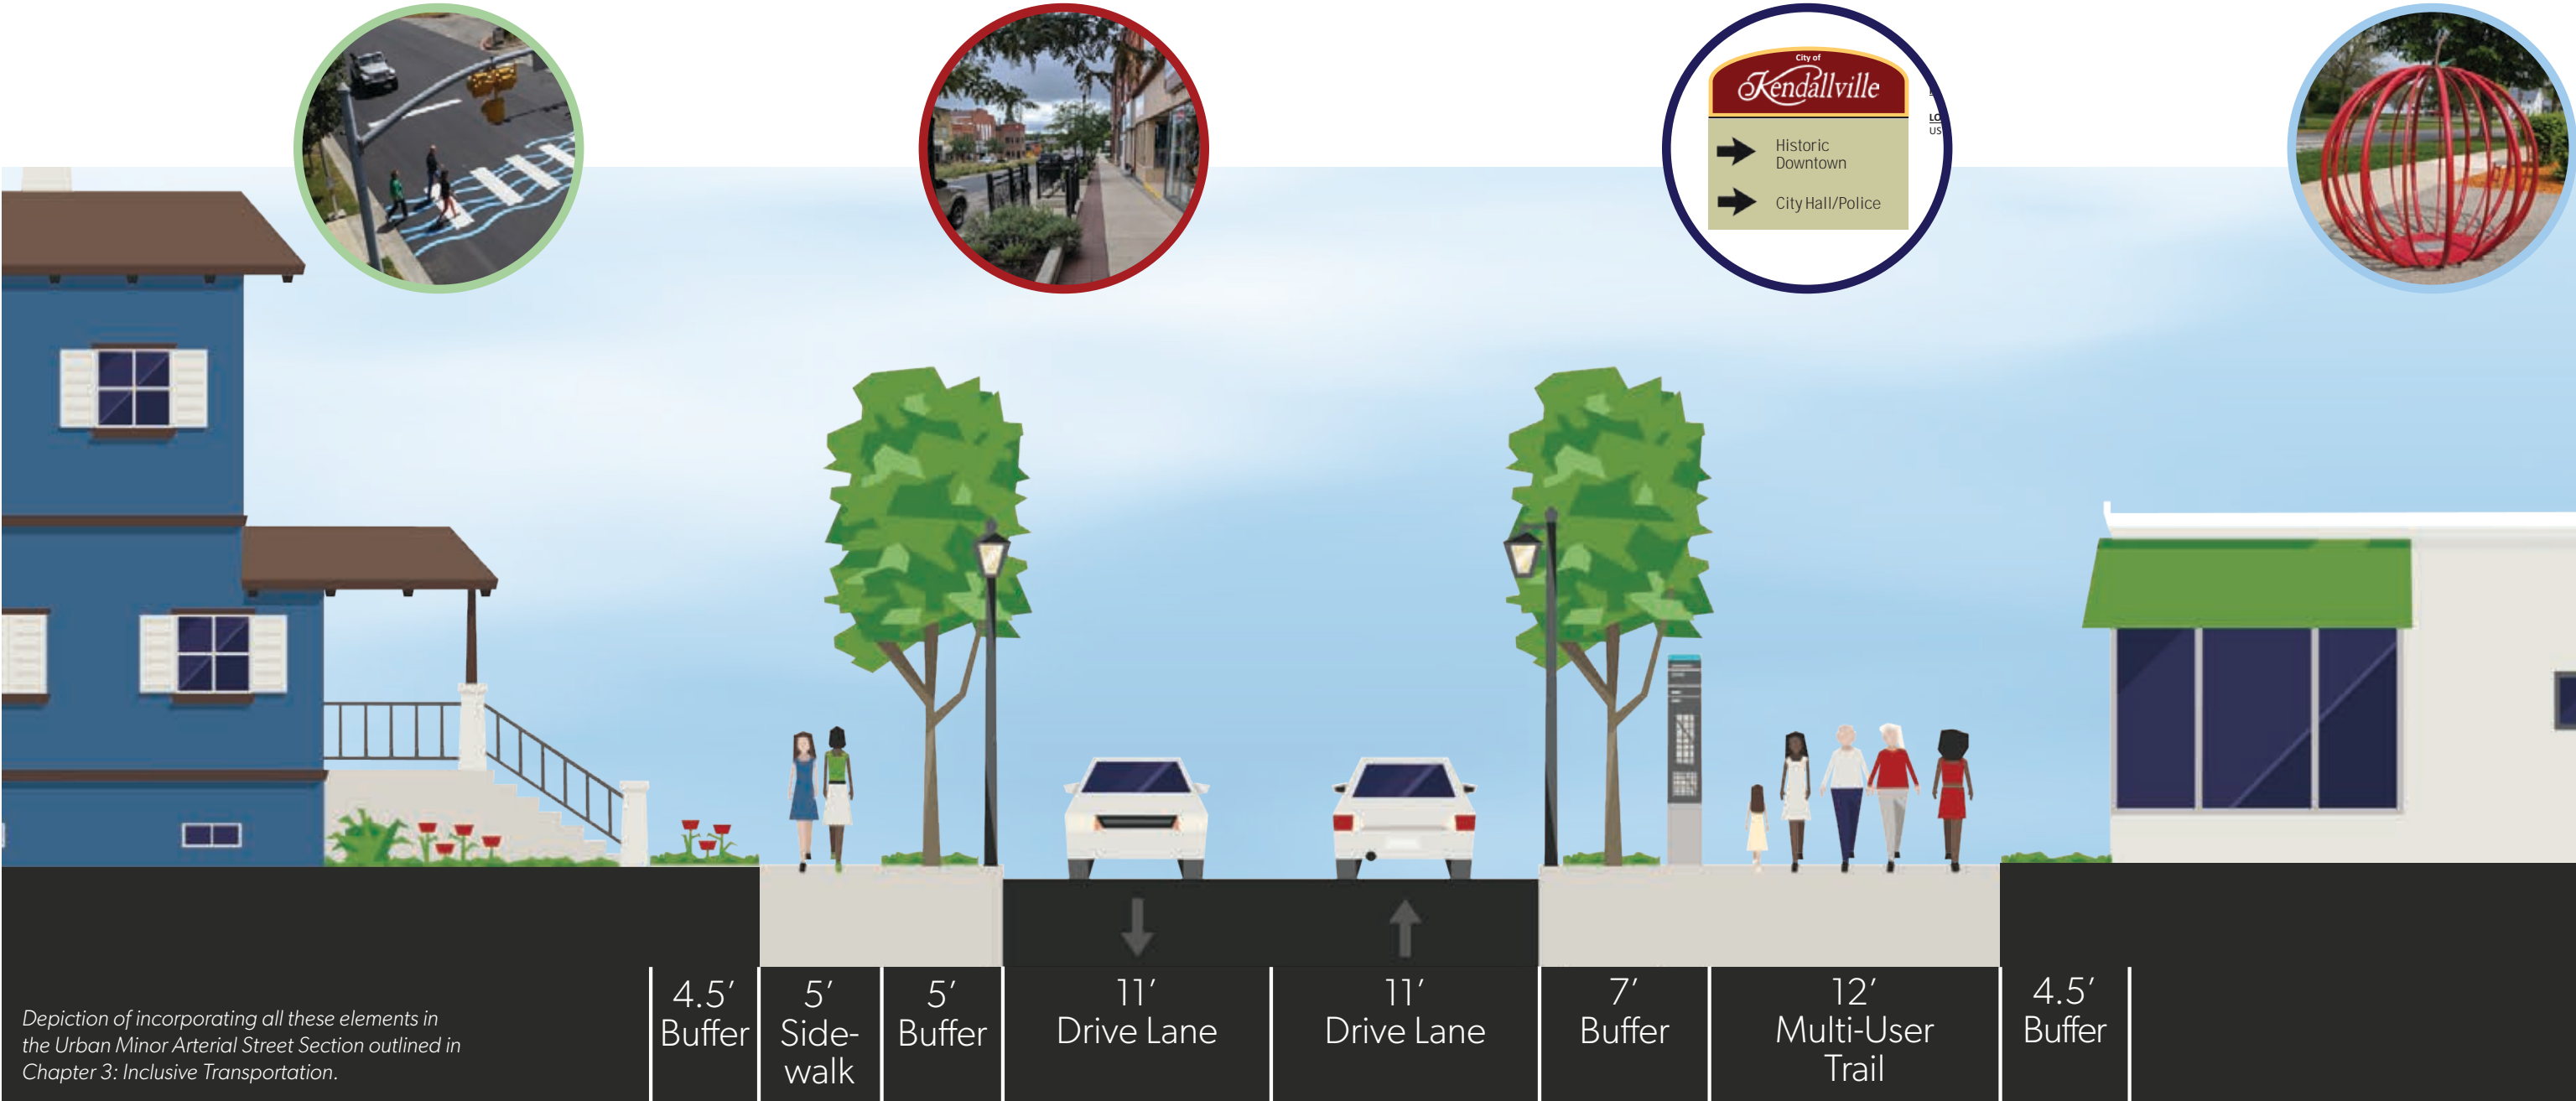 City of
Kendallville
Historic
Downtown
City Hall/Police
LO
US
4.5’
Buffer
5’
Side-
walk
5’
Buffer
11’
Drive Lane
11’
Drive Lane
7’
Buffer
12’
Multi-User
Trail
4.5’
Buffer
Depiction of incorporating all these elements in
the Urban Minor Arterial Street Section outlined in
Chapter 3: Inclusive Transportation.